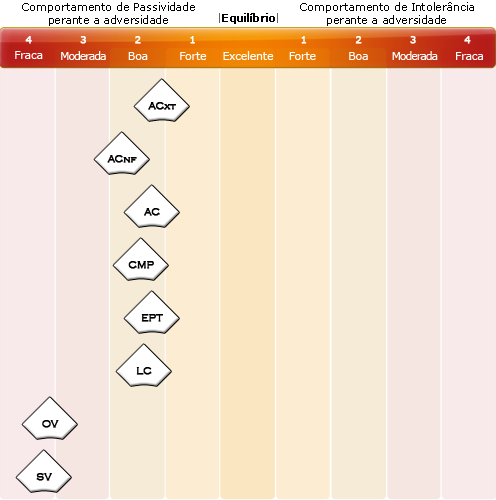 Comportamento de Passividade
perante a adversidade
|Equilíbrio|
Comportamento de Intolerância
perante a adversidade
4 3 2 1 1 2 3 4
Fraca Moderada Boa Forte Excelente Forte Boa Moderada Fraca
ACXT
ACNF
AC
CMP
EPT
LC
OV
SV